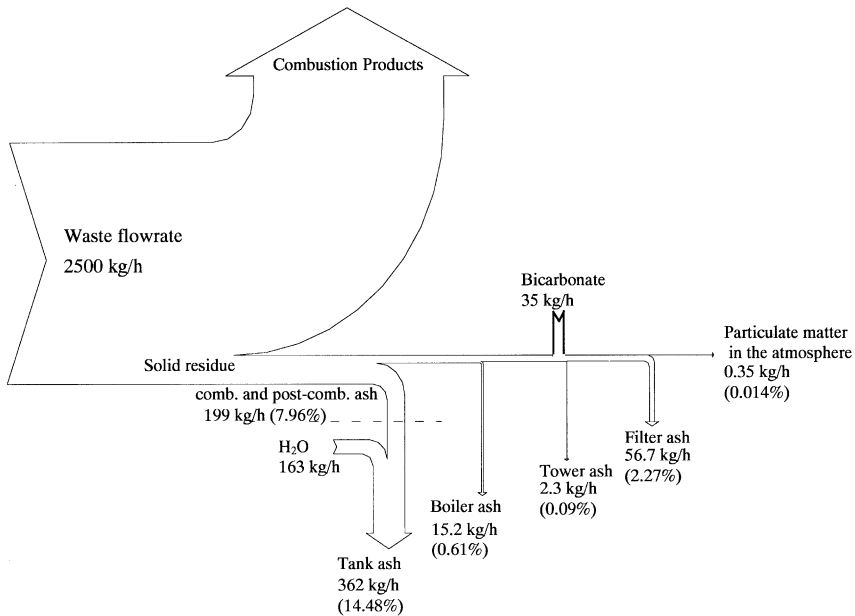 Combustion Products
Waste flowrate
2500 kg/h
Bicarbonate
35 kg/h
Particulate matter
in the atmosphere
0.35 kg/h
(0.014%)
Solid residue
comb. and post-comb. ash
199 kg/h (7.96%)
H₂O
163 kg/h
Filter ash
56.7 kg/h
(2.27%)
Tower ash
2.3 kg/h
(0.09%)
Boiler ash
15.2 kg/h
(0.61%)
Tank ash
362 kg/h
(14.48%)